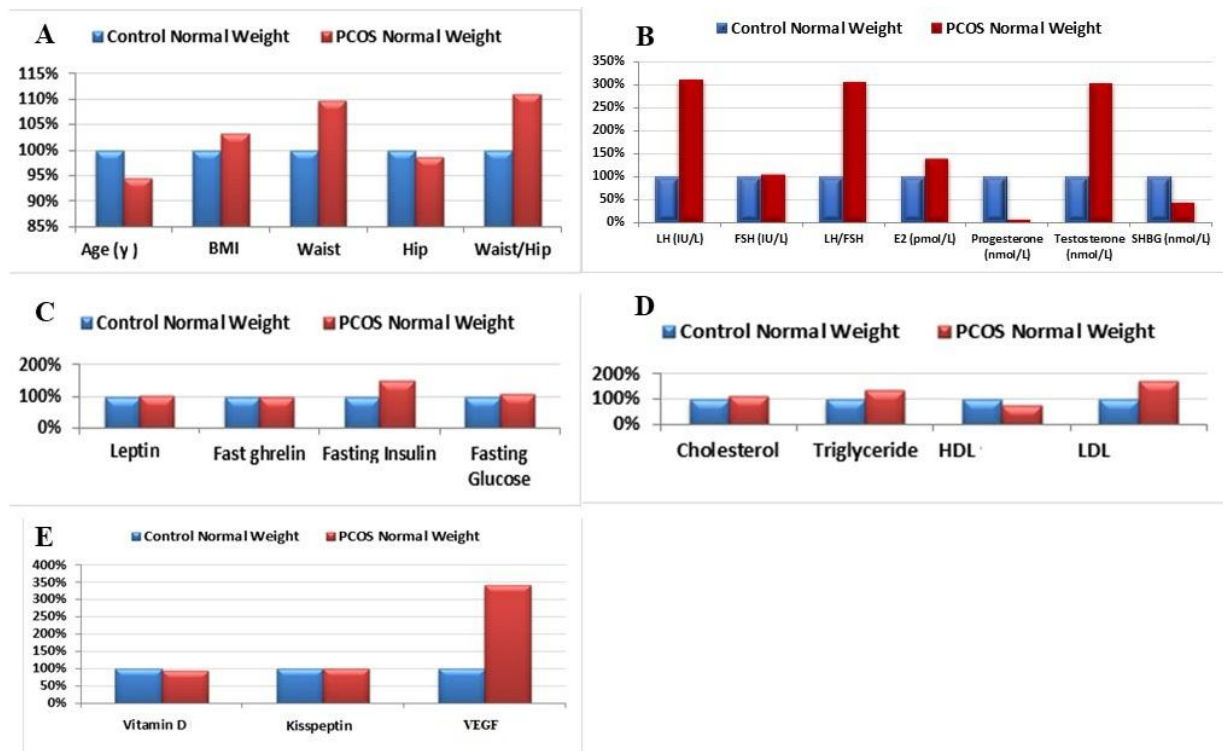 A
Control Normal Weight PCOS Normal Weight
115%
110%
105%
100%
95%
90%
85%
Age (y ) BMI Waist Hip Waist/Hip
B
Control Normal Weight PCOS Normal Weight
350%
300%
250%
200%
150%
100%
50%
0%
LH (IU/L) FSH (IU/L) LH/FSH E2 (pmol/L) Progesterone (nmol/L) Testosterone (nmol/L) SHBG (nmol/L)
C
Control Normal Weight PCOS Normal Weight
200%
100%
0%
Leptin Fast ghrelin Fasting Insulin Fasting Glucose
D
Control Normal Weight PCOS Normal Weight
200%
100%
0%
Cholesterol Triglyceride HDL LDL
E
Control Normal Weight PCOS Normal Weight
400%
350%
300%
250%
200%
150%
100%
50%
0%
Vitamin D Kisspeptin VEGF